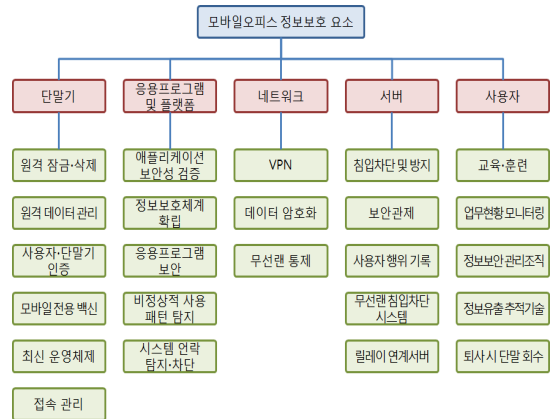 모바일오피스 정보보호 요소
단말기
응용프로그램
및 플랫폼
네트워크
서버
사용자
원격 잠금·삭제
애플리케이션
보안성 검증
VPN
침입차단 및 방지
교육·훈련
원격 데이터 관리
정보보호체계
확립
데이터 암호화
보안관제
업무현황 모니터링
사용자·단말기
인증
응용프로그램
보안
무선랜 통제
사용자 행위 기록
정보보안 관리조직
모바일 전용 백신
비정상적 사용
패턴 탐지
무선랜 침입차단
시스템
정보유출 추적기술
최신 운영체제
시스템 언락
탐지·차단
릴레이 연계서버
퇴사 시 단말 회수
접속 관리